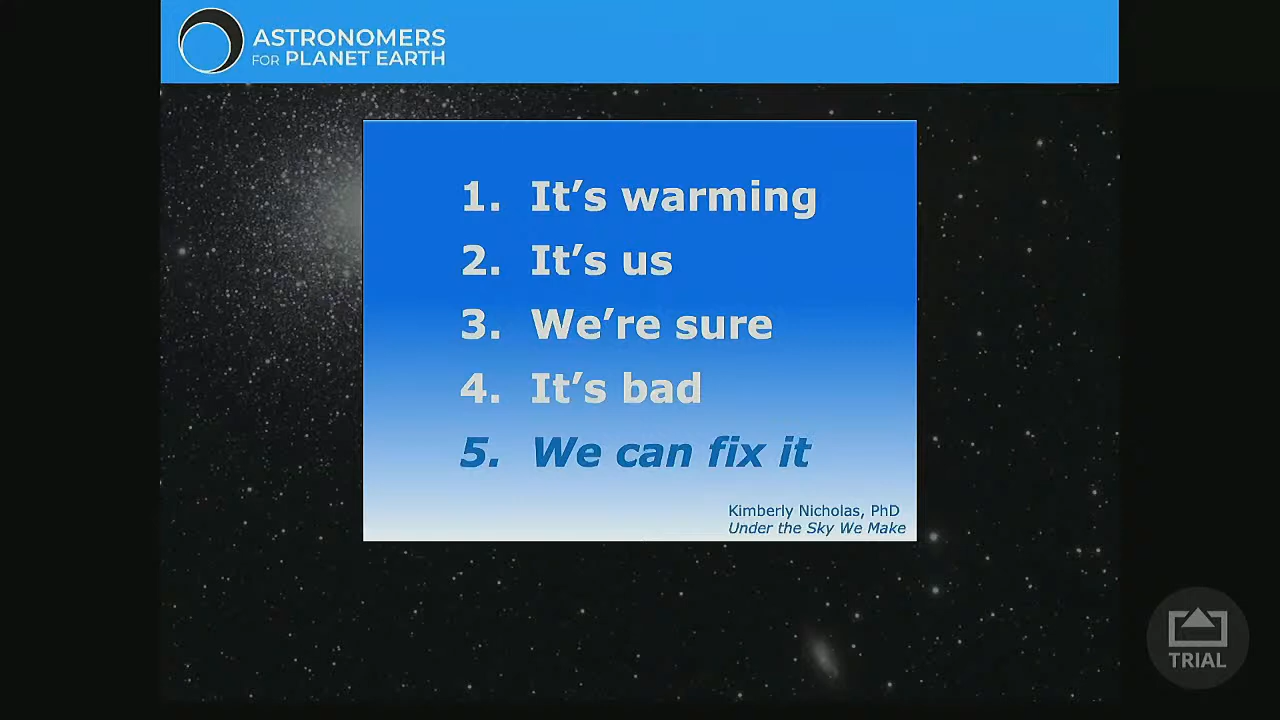 ASTRONOMERS
FOR PLANET EARTH
1. It's warming
2. It's us
3. We're sure
4. It's bad
5. We can fix it
Kimberly Nicholas, PhD
Under the Sky We Make
TRIAL